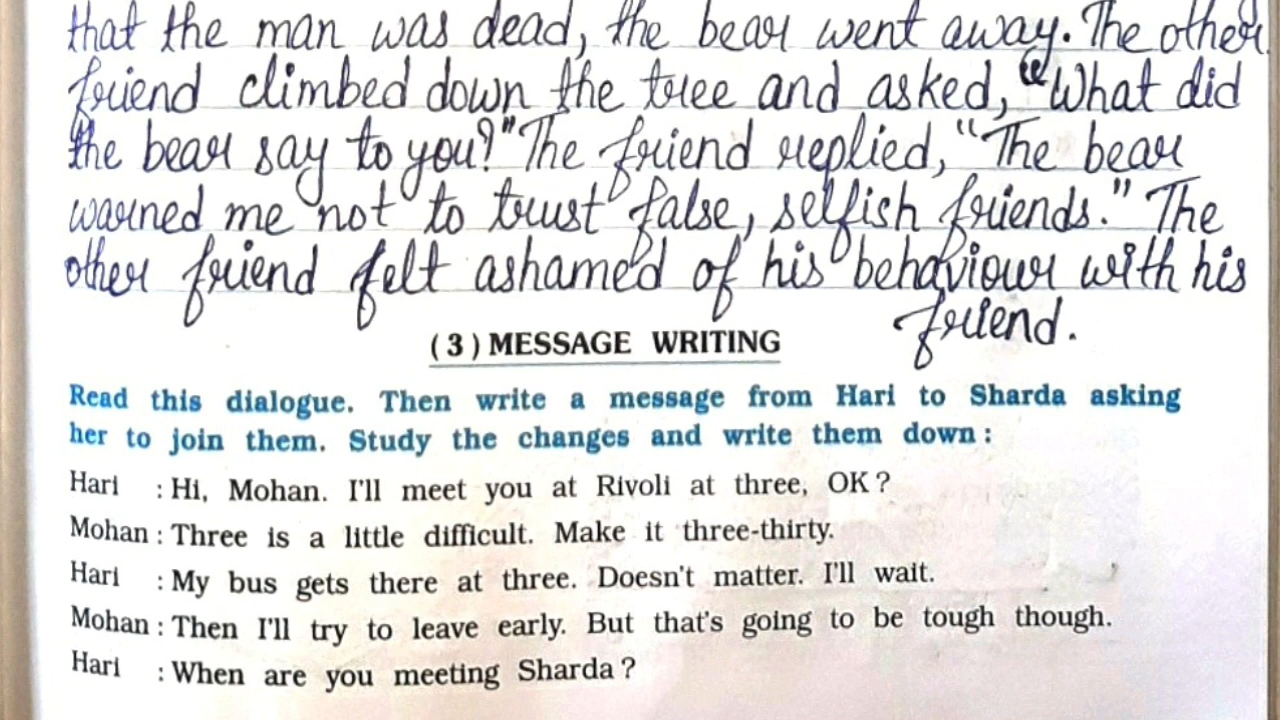 that the man was dead, the bear went away. The other
friend climbed down the tree and asked, "What did
the bear say to you?" The friend replied, "The bear
warned me not to trust false, selfish friends." The
other friend felt ashamed of his behaviour with his
friend.
(3) MESSAGE WRITING
Read this dialogue. Then write a message from Hari to Sharda asking
her to join them. Study the changes and write them down :
Hari : Hi, Mohan. I'll meet you at Rivoli at three, OK ?
Mohan : Three is a little difficult. Make it three-thirty.
Hari : My bus gets there at three. Doesn't matter. I'll wait.
Mohan : Then I'll try to leave early. But that's going to be tough though.
Hari : When are you meeting Sharda ?